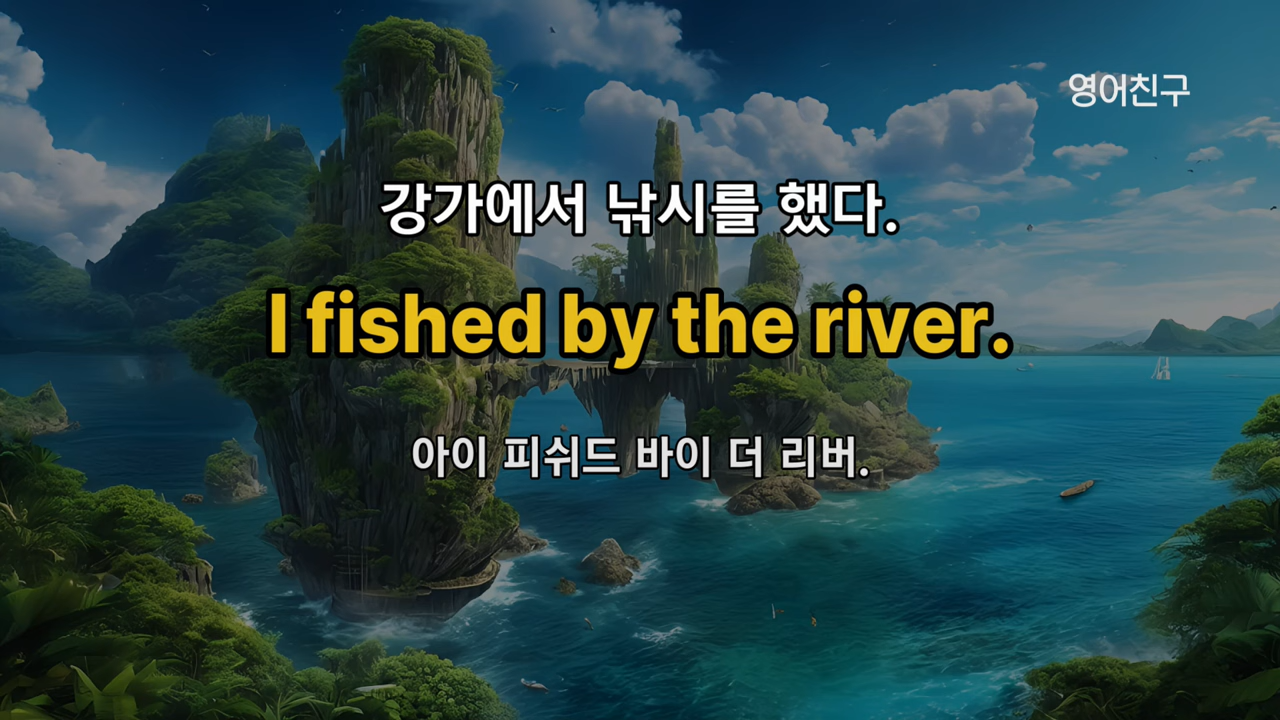 영어친구
강가에서 낚시를 했다.
I fished by the river.
아이 피쉬드 바이 더 리버.